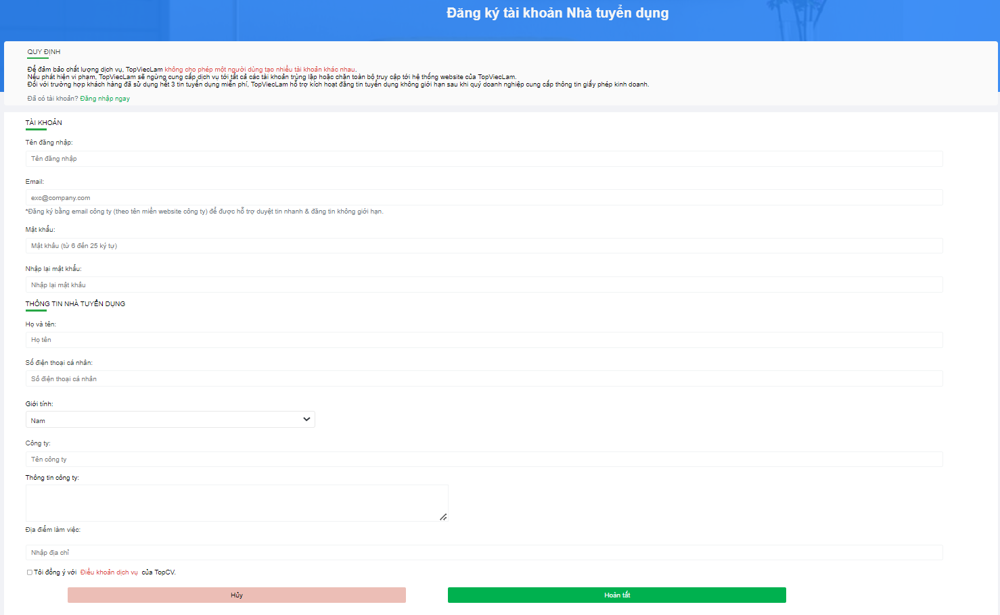 Đăng ký tài khoản Nhà tuyển dụng
QUY ĐỊNH
Để đảm bảo chất lượng dịch vụ, TopViecLam không cho phép một người dùng tạo nhiều tài khoản khác nhau.
Nếu phát hiện vi phạm, TopViecLam sẽ ngừng cung cấp dịch vụ tới tất cả các tài khoản trùng lặp hoặc chặn toàn bộ truy cập tới hệ thống website của TopViecLam.
Đối với trường hợp khách hàng đã sử dụng hết 3 tin tuyển dụng miễn phí, TopViecLam hỗ trợ kích hoạt đăng tin tuyển dụng không giới hạn sau khi quý doanh nghiệp cung cấp thông tin giấy phép kinh doanh.
Đã có tài khoản? Đăng nhập ngay
TÀI KHOẢN
Tên đăng nhập:
Tên đăng nhập
Email:
exc@company.com
*Đăng ký bằng email công ty (theo tên miền website công ty) để được hỗ trợ duyệt tin nhanh & đăng tin không giới hạn.
Mật khẩu:
Mật khẩu (từ 6 đến 25 ký tự)
Nhập lại mật khẩu:
Nhập lại mật khẩu
THÔNG TIN NHÀ TUYỂN DỤNG
Họ và tên:
Họ tên
Số điện thoại cá nhân:
Số điện thoại cá nhân
Giới tính:
Nam
Công ty:
Tên công ty
Thông tin công ty:
Địa điểm làm việc:
Nhập địa chỉ
Tôi đồng ý với Điều khoản dịch vụ của TopCV.
Hủy Hoàn tất